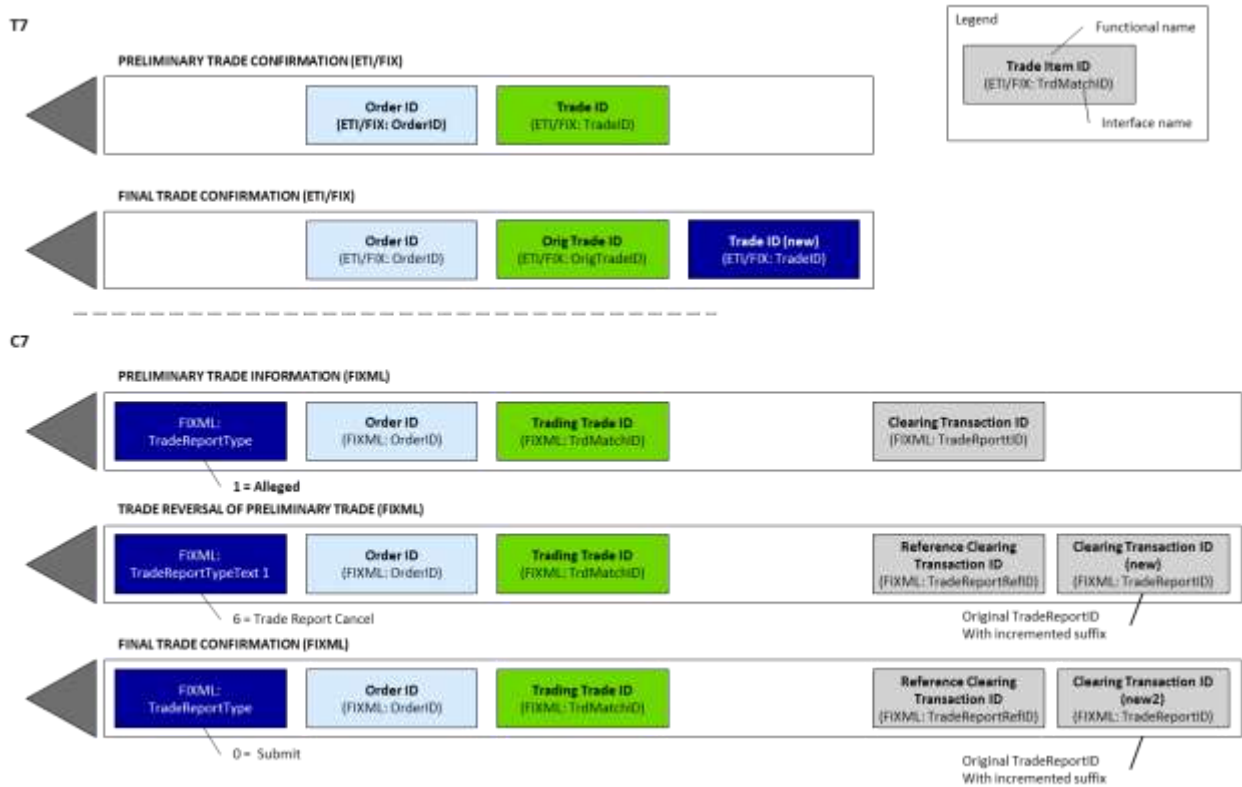 T7
Legend
Functional name
Trade Item ID
(ETI/FIX: TrdMatchID)
Interface name
PRELIMINARY TRADE CONFIRMATION (ETI/FIX)
Order ID
(ETI/FIX: OrderID)
Trade ID
(ETI/FIX: TradeID)
FINAL TRADE CONFIRMATION (ETI/FIX)
Order ID
(ETI/FIX: OrderID)
Orig Trade ID
(ETI/FIX: OrigTradeID)
Trade ID (new)
(ETI/FIX: TradeID)
C7
PRELIMINARY TRADE INFORMATION (FIXML)
FIXML:
TradeReportType
Order ID
(FIXML: OrderID)
Trading Trade ID
(FIXML: TrdMatchID)
Clearing Transaction ID
(FIXML: TradeRporttID)
1 = Alleged
TRADE REVERSAL OF PRELIMINARY TRADE (FIXML)
FIXML:
TradeReportTypeText 1
Order ID
(FIXML: OrderID)
Trading Trade ID
(FIXML: TrdMatchID)
Reference Clearing
Transaction ID
(FIXML: TradeReportRefID)
Clearing Transaction ID
(new)
(FIXML: TradeReportID)
6 = Trade Report Cancel
Original TradeReportID
With incremented suffix
FINAL TRADE CONFIRMATION (FIXML)
FIXML:
TradeReportType
Order ID
(FIXML: OrderID)
Trading Trade ID
(FIXML: TrdMatchID)
Reference Clearing
Transaction ID
(FIXML: TradeReportRefID)
Clearing Transaction ID
(new2)
(FIXML: TradeReportID)
0 = Submit
Original TradeReportID
With incremented suffix